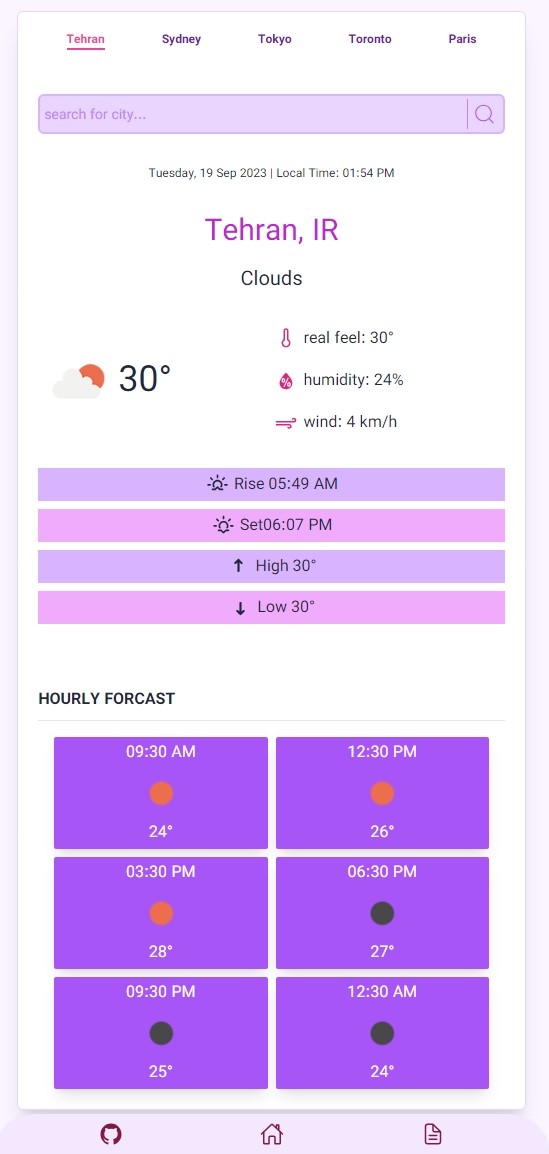 Tehran Sydney Tokyo Toronto Paris
search for city...
Tuesday, 19 Sep 2023 | Local Time: 01:54 PM
Tehran, IR
Clouds
30°
real feel: 30°
humidity: 24%
wind: 4 km/h
Rise 05:49 AM
Set06:07 PM
High 30°
Low 30°
HOURLY FORCAST
09:30 AM 12:30 PM
24° 26°
03:30 PM 06:30 PM
28° 27°
09:30 PM 12:30 AM
25° 24°